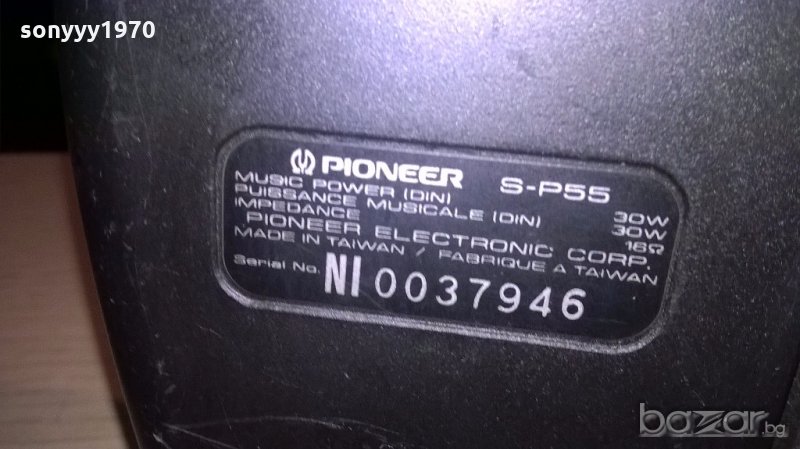 sonyyy1970
PIONEER S-P55
MUSIC POWER (DIN) 30W
PUISSANCE MUSICALE (DIN) 30W
IMPEDANCE 16Ω
PIONEER ELECTRONIC CORP.
MADE IN TAIWAN / FABRIQUE A TAIWAN
Serial No. NI 0037946
bazar.bg